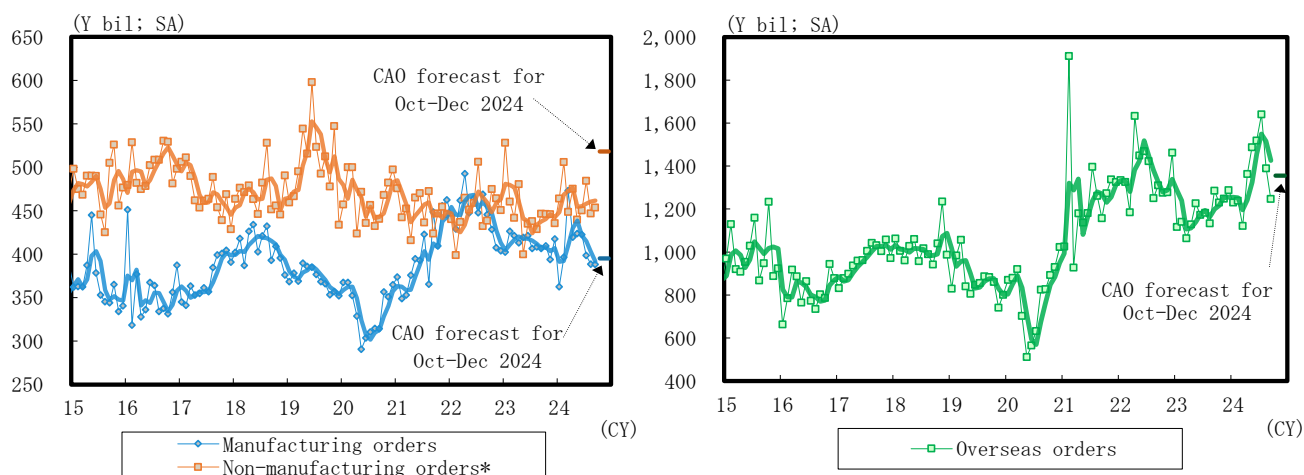 (Y bil; SA)
650
600
550
500
450
400
350
300
250
CAO forecast for
Oct-Dec 2024
CAO forecast for
Oct-Dec 2024
15 16 17 18 19 20 21 22 23 24
(CY)
Manufacturing orders
Non-manufacturing orders*
(Y bil; SA)
2,000
1,800
1,600
1,400
1,200
1,000
800
600
400
CAO forecast for
Oct-Dec 2024
15 16 17 18 19 20 21 22 23 24
(CY)
Overseas orders